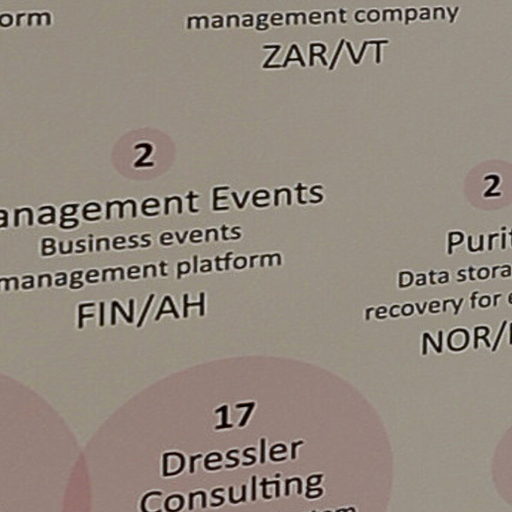 orm
management company
ZAR/VT
2
anagement Events
Business events
management platform
FIN/AH
2
Purit
Data stora
recovery for
NOR/
17
Dressler
Consulting